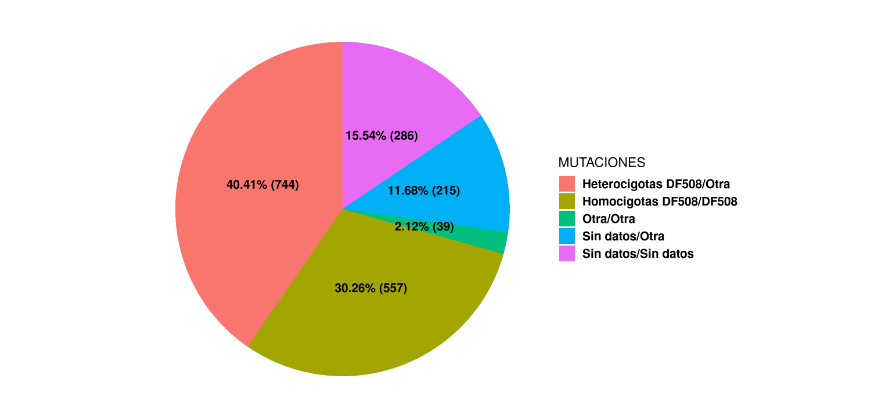 15.54% (286)
40.41% (744)
11.68% (215)
2.12% (39)
30.26% (557)
MUTACIONES
Heterocigotas DF508/Otra
Homocigotas DF508/DF508
Otra/Otra
Sin datos/Otra
Sin datos/Sin datos